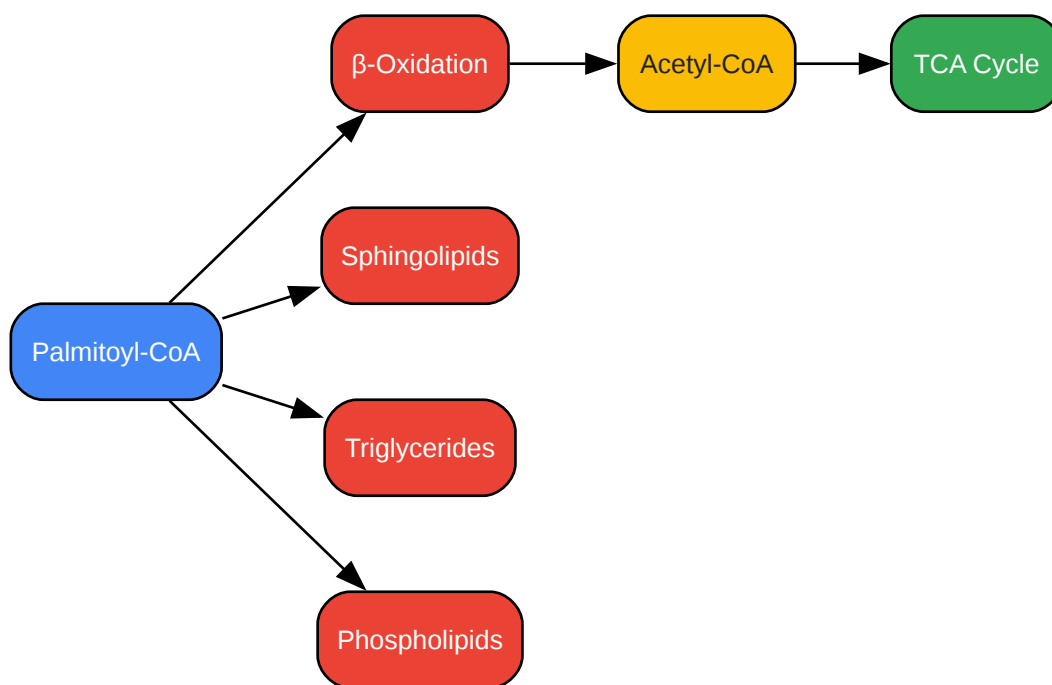 β-Oxidation
Acetyl-CoA
TCA Cycle
Sphingolipids
Palmitoyl-CoA
Triglycerides
Phospholipids